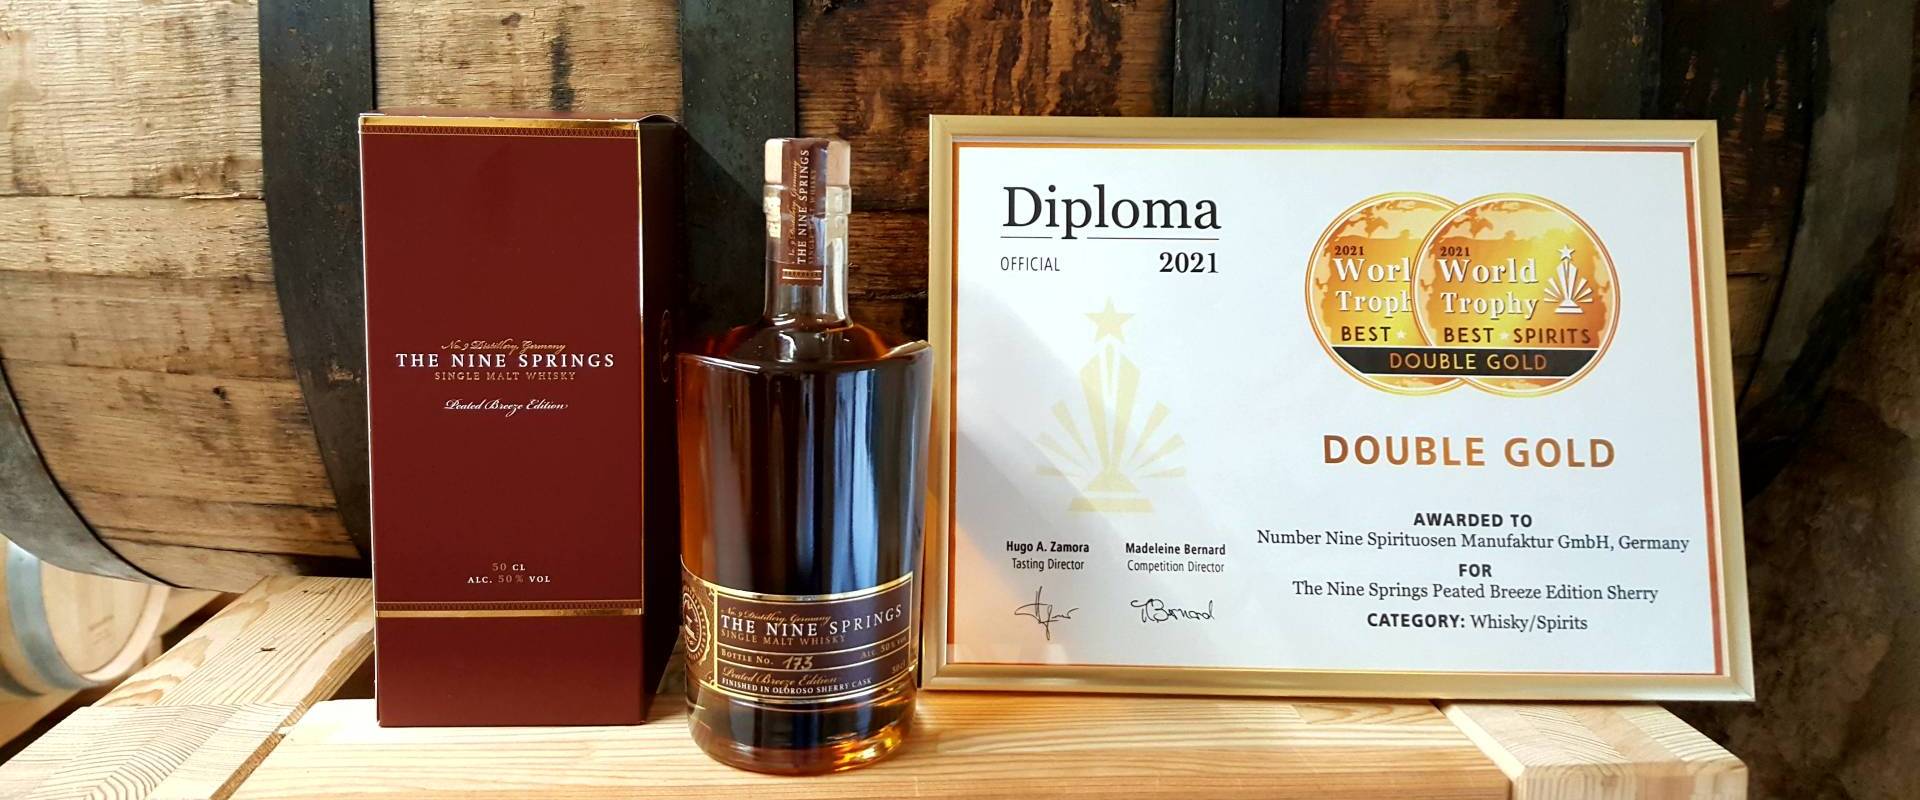 No. 9 Distillery, Germany
THE NINE SPRINGS
SINGLE MALT WHISKY
Peated Breeze Edition
50 CL
ALC. 50% VOL
No. 9 Distillery, Germany
THE NINE SPRINGS
SINGLE MALT WHISKY
No. 9 Distillery, Germany
THE NINE SPRINGS
SINGLE MALT WHISKY
BOTTLE No. 173 ALC. 50% VOL
Peated Breeze Edition 50cl
FINISHED IN OLOROSO SHERRY CASK
Diploma
OFFICIAL 2021
Hugo A. Zamora
Tasting Director
Madeleine Bernard
Competition Director
2021
Worl
Troph
BEST
2021
World
Trophy
BEST SPIRITS
DOUBLE GOLD
DOUBLE GOLD
AWARDED TO
Number Nine Spirituosen Manufaktur GmbH, Germany
FOR
The Nine Springs Peated Breeze Edition Sherry
CATEGORY: Whisky/Spirits